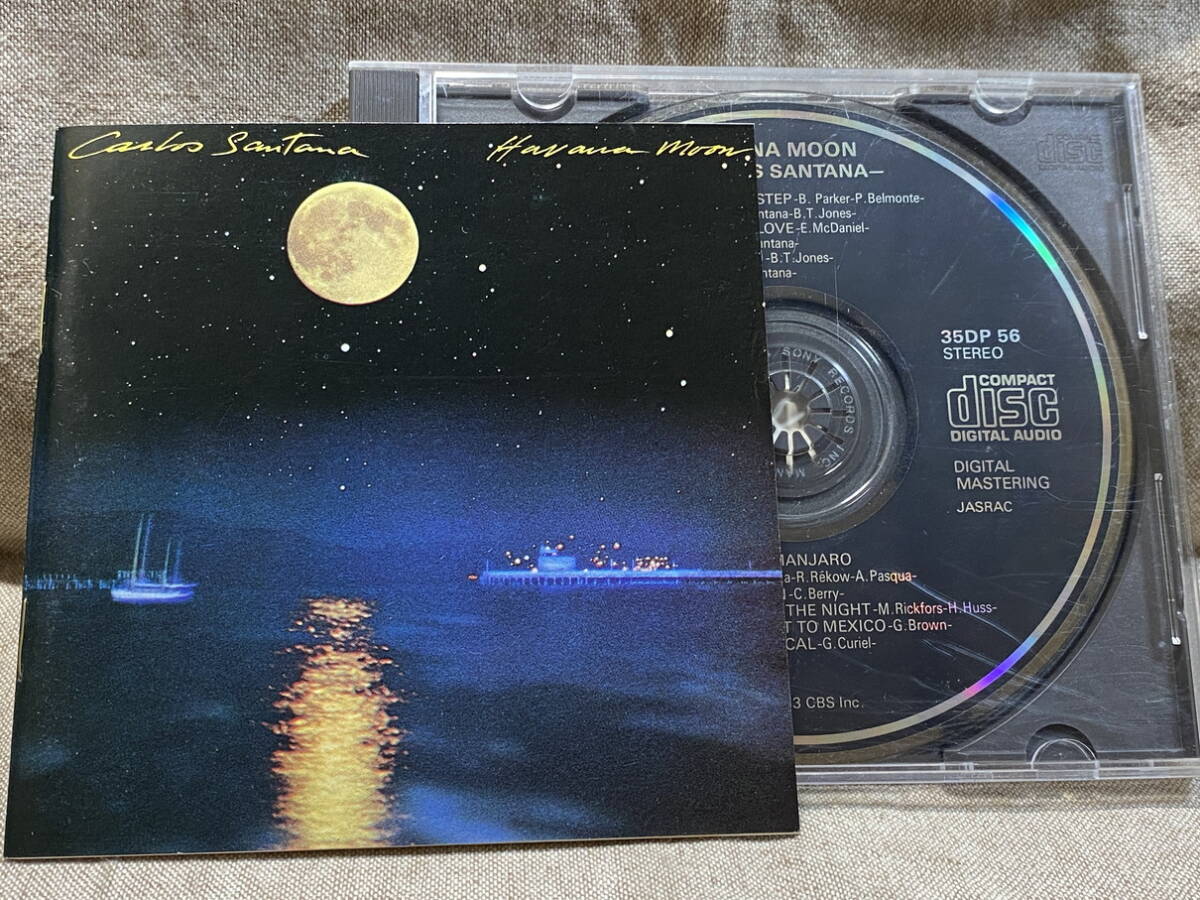 Carlos Santana
Havana Moon
NA MOON
S SANTANA—
STEP-B. Parker-P.Belmonte-
ntana-B.T.Jones-
LOVE-E.McDaniel-
antana-
-B.T.Jones-
ntana-
35DP 56
STEREO
SONY RECORDS INC.
MAN
COMPACT
disc
DIGITAL AUDIO
DIGITAL
MASTERING
JASRAC
MANJARO
a-R.Rékow-A.Pasqua-
-C.Berry-
THE NIGHT-M.Rickfors-H.Huss-
T TO MEXICO-G.Brown-
CAL-G.Curiel-
3 CBS Inc.
disc